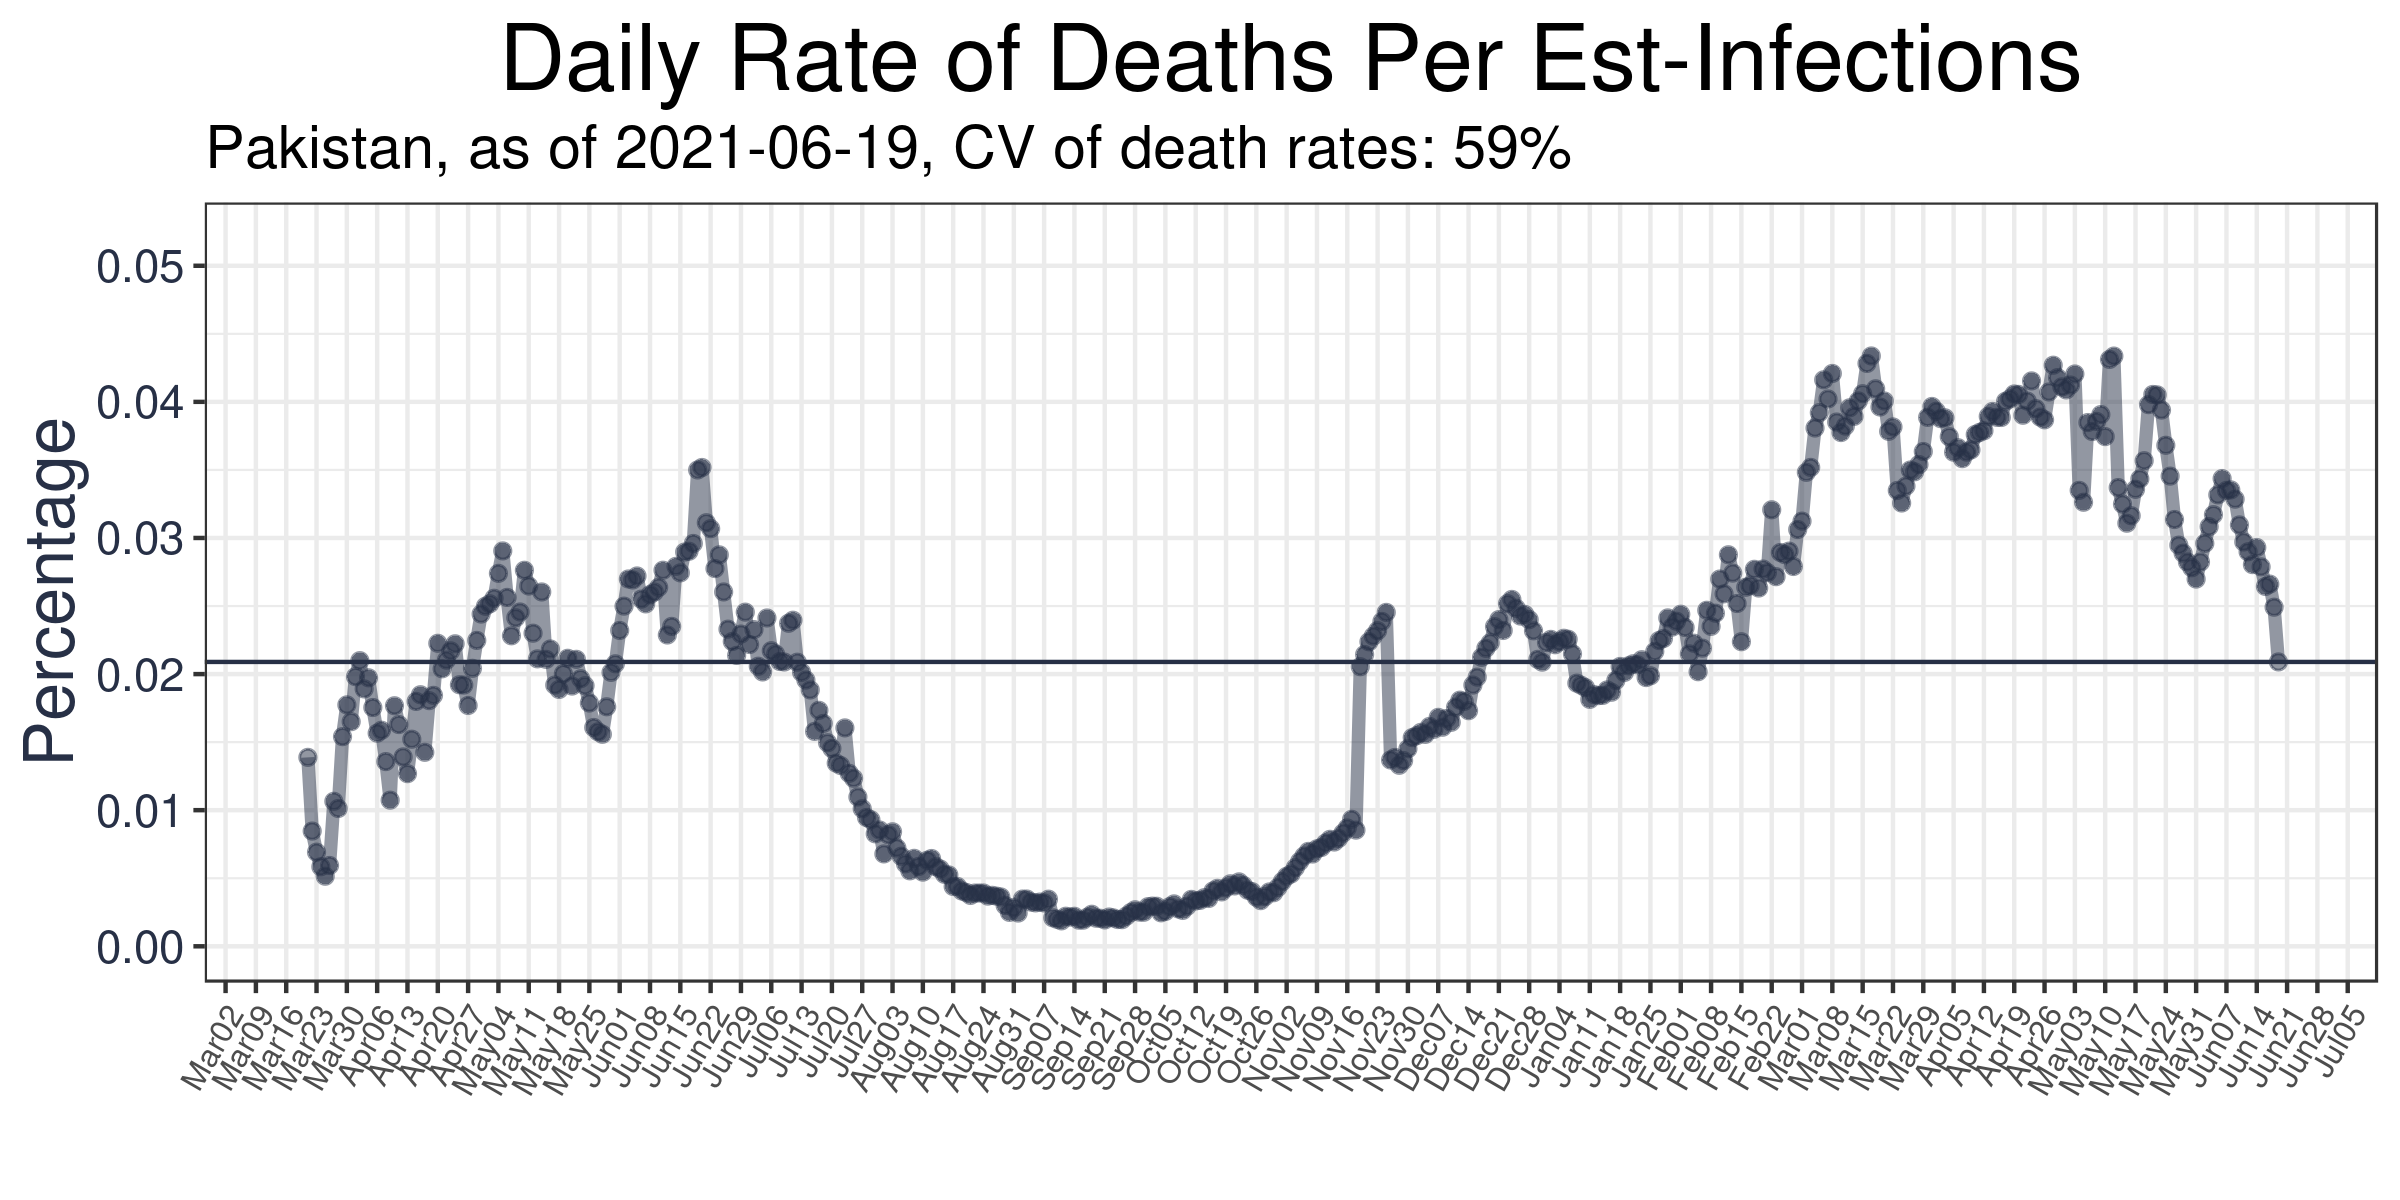 Daily Rate of Deaths Per Est-Infections
Pakistan, as of 2021-06-19, CV of death rates: 59%
Percentage
0.05
0.04
0.03
0.02
0.01
0.00
Mar02
Mar09
Mar16
Mar23
Mar30
Apr06
Apr13
Apr20
Apr27
May04
May11
May18
May25
Jun01
Jun08
Jun15
Jun22
Jun29
Jul06
Jul13
Jul20
Jul27
Aug03
Aug10
Aug17
Aug24
Aug31
Sep07
Sep14
Sep21
Sep28
Oct05
Oct12
Oct19
Oct26
Nov02
Nov09
Nov16
Nov23
Nov30
Dec07
Dec14
Dec21
Dec28
Jan04
Jan11
Jan18
Jan25
Feb01
Feb08
Feb15
Feb22
Mar01
Mar08
Mar15
Mar22
Mar29
Apr05
Apr12
Apr19
Apr26
May03
May10
May17
May24
May31
Jun07
Jun14
Jun21
Jun28
Jul05